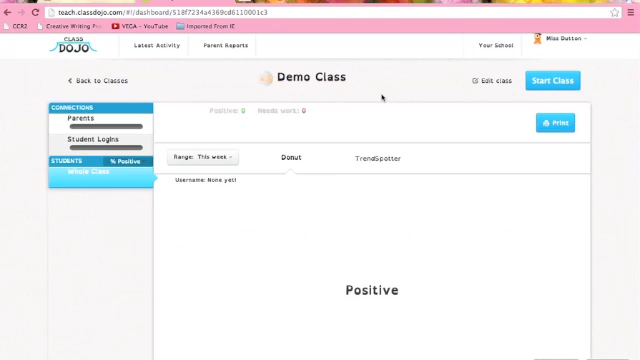 teach.classdojo.com/#!/dashboard/518f7234a4369cd6110001c3
CCR2 Creative Writing Pro VEGA - YouTube Imported From IE
CLASS DOJO Latest Activity Parent Reports Your School Miss Dutton
Back to Classes Demo Class Edit class Start Class
CONNECTIONS
Parents
Student Logins
STUDENTS % Positive
Whole Class
Positive: 0 Needs work: 0
Print
Range: This week Donut TrendSpotter
Username: None yet!
Positive